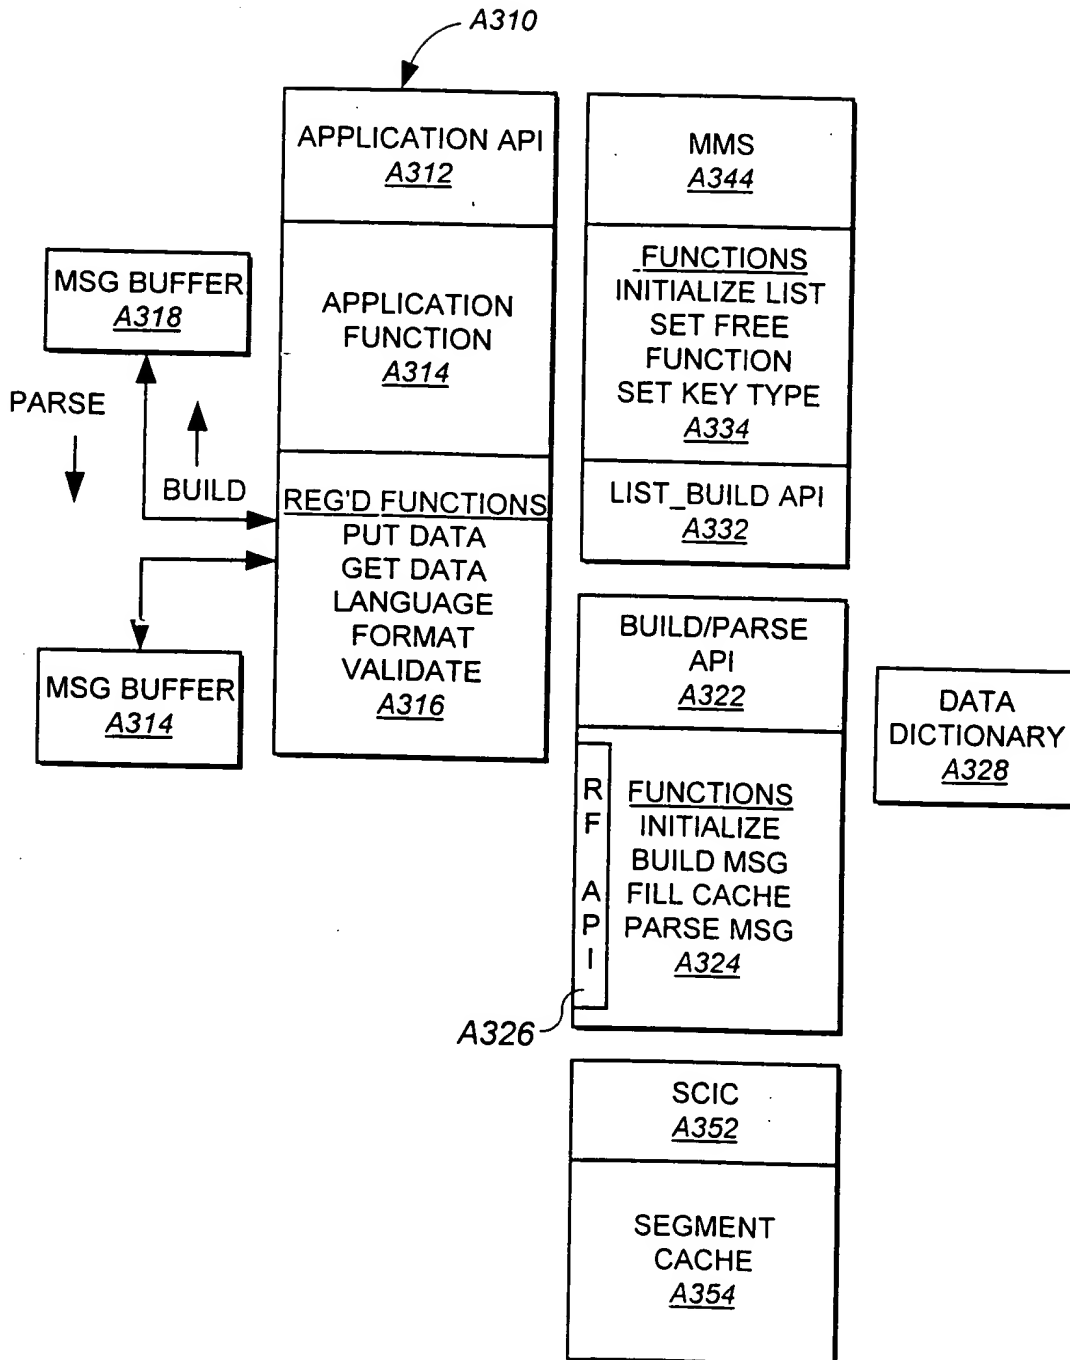 A310
APPLICATION API
A312
APPLICATION
FUNCTION
A314
REG'D FUNCTIONS
PUT DATA
GET DATA
LANGUAGE
FORMAT
VALIDATE
A316
MSG BUFFER
A318
PARSE
BUILD
MSG BUFFER
A314
MMS
A344
FUNCTIONS
INITIALIZE LIST
SET FREE
FUNCTION
SET KEY TYPE
A334
LIST_BUILD API
A332
BUILD/PARSE
API
A322
RF API
FUNCTIONS
INITIALIZE
BUILD MSG
FILL CACHE
PARSE MSG
A324
A326
DATA
DICTIONARY
A328
SCIC
A352
SEGMENT
CACHE
A354